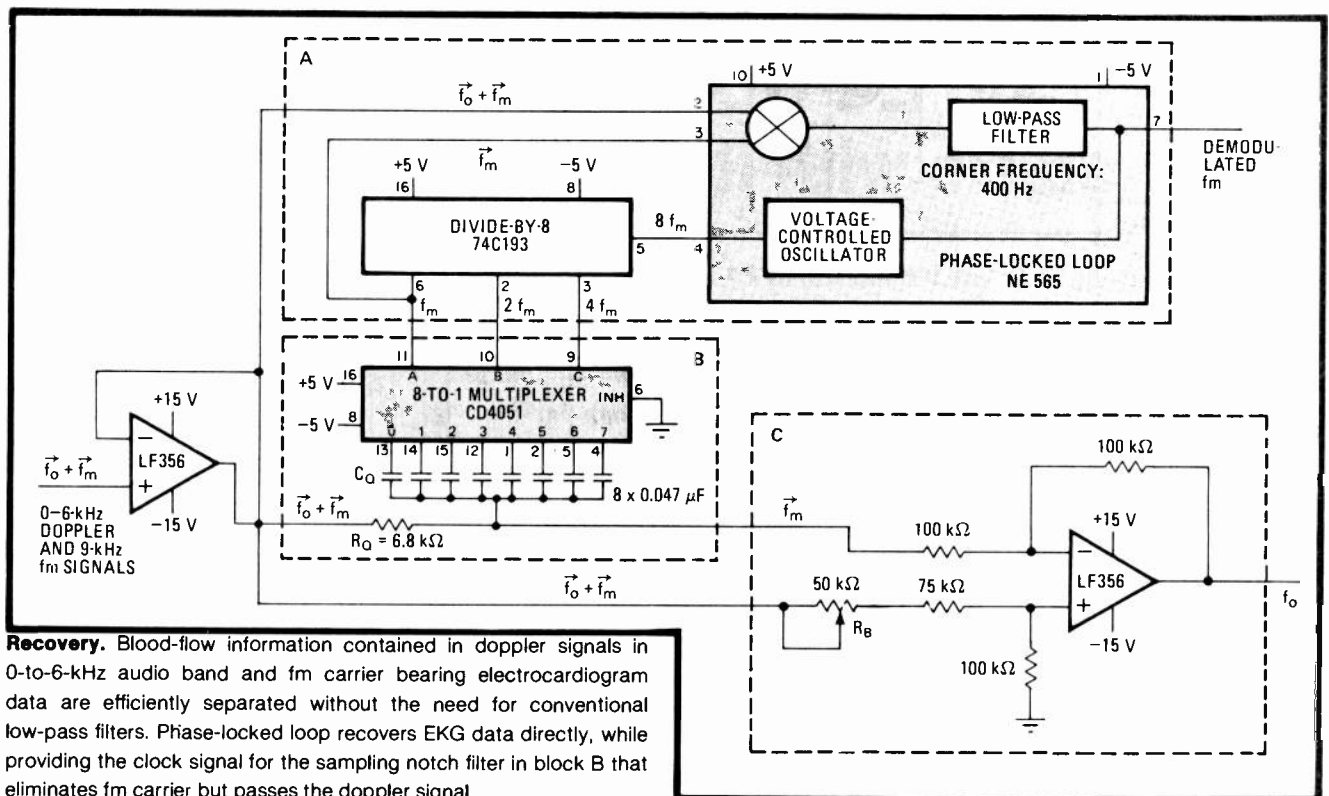 A
10
+5 V
1
−5 V
f⃗o + f⃗m
2
3
f⃗m
LOW-PASS
FILTER
7
DEMODU-
LATED
fm
CORNER FREQUENCY:
400 Hz
+5 V
16
−5 V
8
DIVIDE-BY-8
74C193
8 fm
5
4
VOLTAGE-
CONTROLLED
OSCILLATOR
PHASE-LOCKED LOOP
NE 565
6
2
3
fm
2 fm
4 fm
B
11
10
9
A
B
C
+5 V
16
−5 V
8
8-TO-1 MULTIPLEXER
CD4051
INH
6
0 1 2 3 4 5 6 7
13 14 15 12 1 2 5 4
CQ
8 x 0.047 µF
+15 V
−
LF356
+
−15 V
f⃗o + f⃗m
0–6-kHz
DOPPLER
AND 9-kHz
fm SIGNALS
f⃗o + f⃗m
RQ = 6.8 kΩ
f⃗m
f⃗o + f⃗m
C
100 kΩ
100 kΩ
+15 V
−
LF356
+
−15 V
fo
50 kΩ
RB
75 kΩ
100 kΩ
Recovery. Blood-flow information contained in doppler signals in
0-to-6-kHz audio band and fm carrier bearing electrocardiogram
data are efficiently separated without the need for conventional
low-pass filters. Phase-locked loop recovers EKG data directly, while
providing the clock signal for the sampling notch filter in block B that
eliminates fm carrier but passes the doppler signal